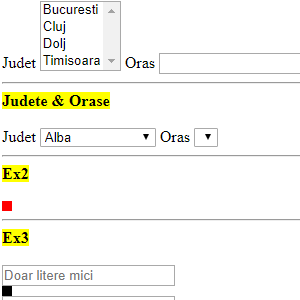 Bucuresti
Cluj
Dolj
Judet Timisoara Oras
Judete & Orase
Judet Alba Oras
Ex2
Ex3
Doar litere mici